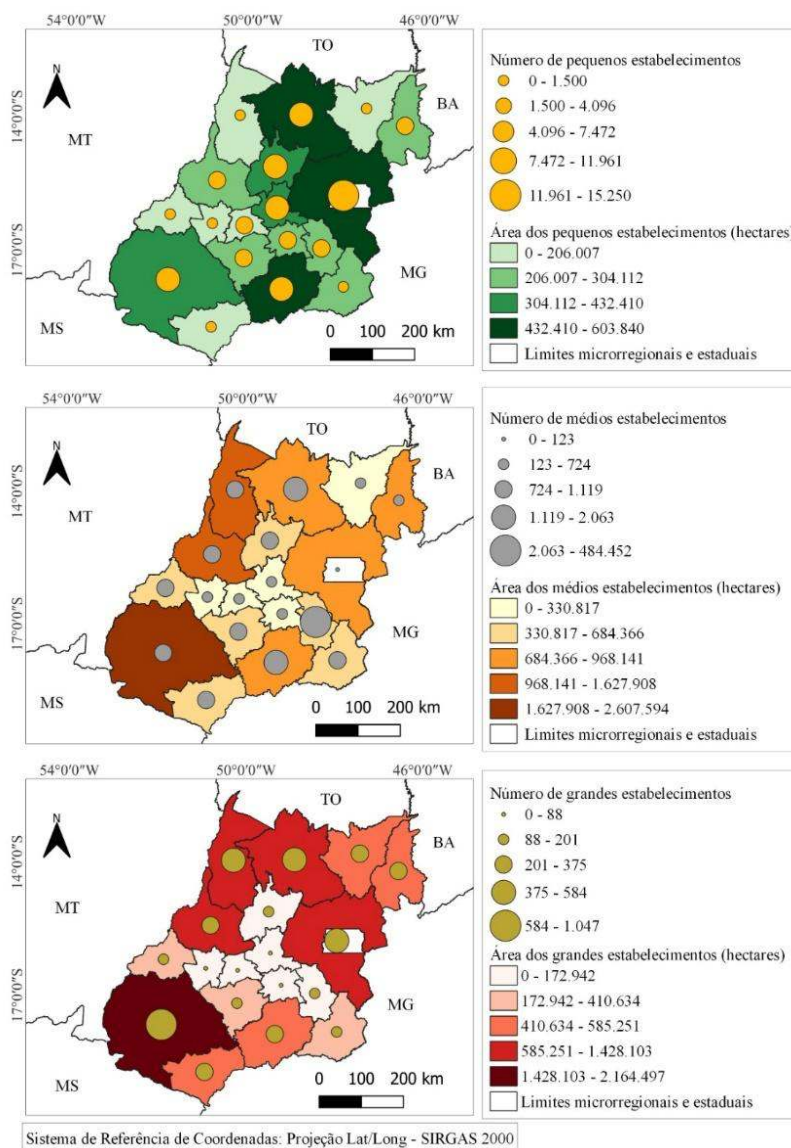 54°0′0″W 50°0′0″W 46°0′0″W
TO
BA
MT
MG
MS
N
14°0′0″S
17°0′0″S
0 100 200 km
Número de pequenos estabelecimentos
0 - 1.500
1.500 - 4.096
4.096 - 7.472
7.472 - 11.961
11.961 - 15.250
Área dos pequenos estabelecimentos (hectares)
0 - 206.007
206.007 - 304.112
304.112 - 432.410
432.410 - 603.840
Limites microrregionais e estaduais
54°0′0″W 50°0′0″W 46°0′0″W
TO
BA
MT
MG
MS
N
14°0′0″S
17°0′0″S
0 100 200 km
Número de médios estabelecimentos
0 - 123
123 - 724
724 - 1.119
1.119 - 2.063
2.063 - 484.452
Área dos médios estabelecimentos (hectares)
0 - 330.817
330.817 - 684.366
684.366 - 968.141
968.141 - 1.627.908
1.627.908 - 2.607.594
Limites microrregionais e estaduais
54°0′0″W 50°0′0″W 46°0′0″W
TO
BA
MT
MG
MS
N
14°0′0″S
17°0′0″S
0 100 200 km
Número de grandes estabelecimentos
0 - 88
88 - 201
201 - 375
375 - 584
584 - 1.047
Área dos grandes estabelecimentos (hectares)
0 - 172.942
172.942 - 410.634
410.634 - 585.251
585.251 - 1.428.103
1.428.103 - 2.164.497
Limites microrregionais e estaduais
Sistema de Referência de Coordenadas: Projeção Lat/Long - SIRGAS 2000